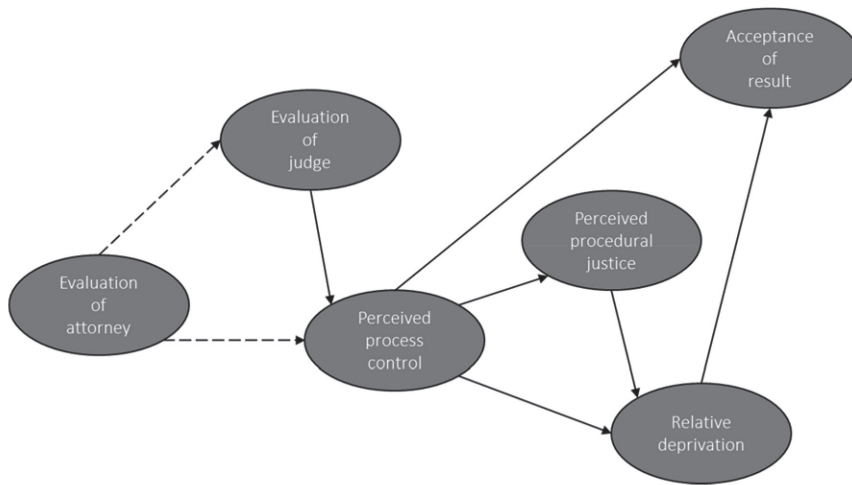 Acceptance
of
result
Evaluation
of
judge
Perceived
procedural
justice
Evaluation
of
attorney
Perceived
process
control
Relative
deprivation